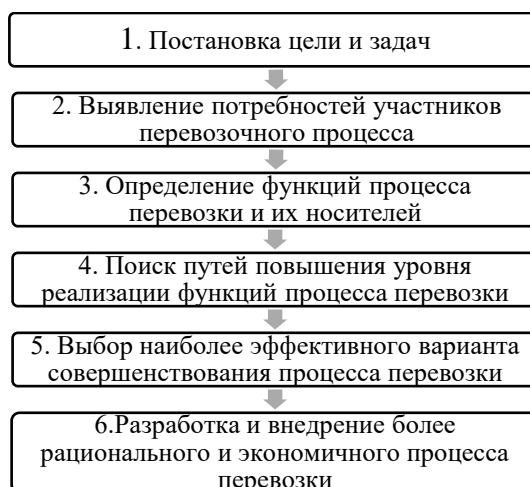 1. Постановка цели и задач
2. Выявление потребностей участников
перевозочного процесса
3. Определение функций процесса
перевозки и их носителей
4. Поиск путей повышения уровня
реализации функций процесса перевозки
5. Выбор наиболее эффективного варианта
совершенствования процесса перевозки
6.Разработка и внедрение более
рационального и экономичного процесса
перевозки